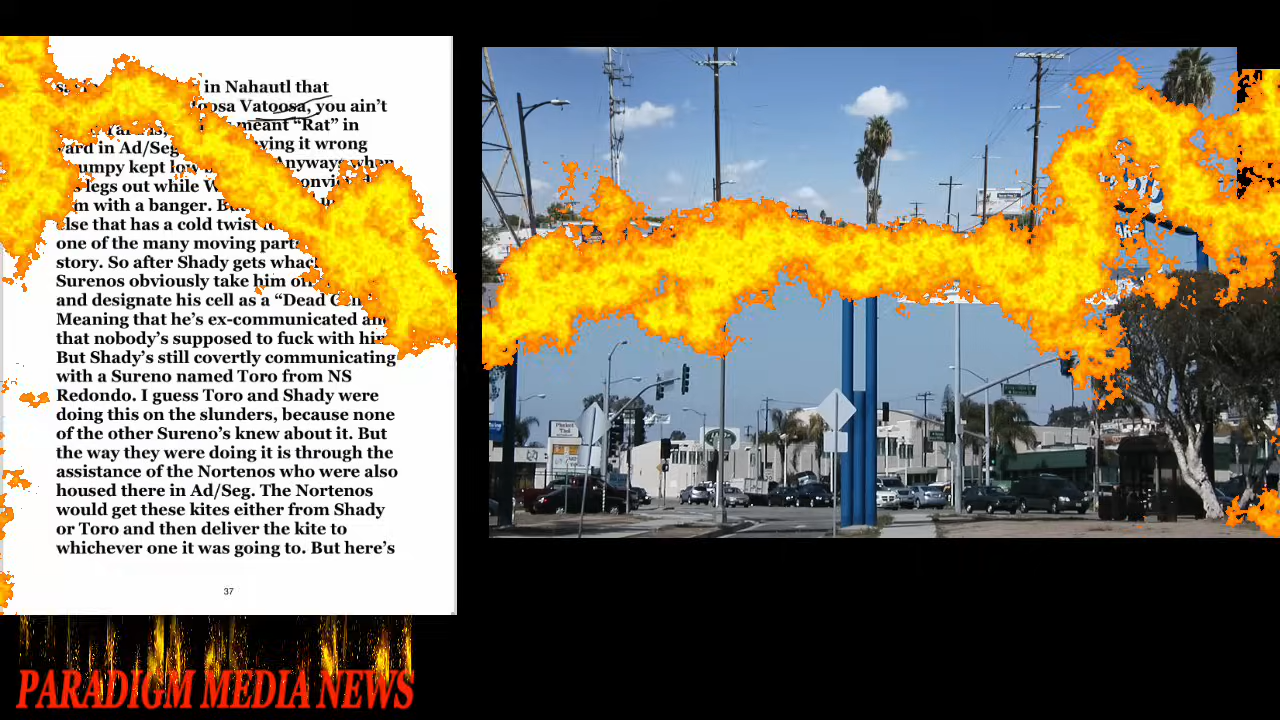 in Nahautl that
Vatoosa, you ain't
meant “Rat” in
yard in Ad/Seg wrong
kept
legs out while
with a banger.
else that has a cold twist
one of the many moving parts
story. So after Shady gets
Surenos obviously take him
and designate his cell as a “Dead
Meaning that he's ex-communicated and
that nobody's supposed to fuck with him
But Shady's still covertly communicating
with a Sureno named Toro from NS
Redondo. I guess Toro and Shady were
doing this on the slunders, because none
of the other Sureno's knew about it. But
the way they were doing it is through the
assistance of the Nortenos who were also
housed there in Ad/Seg. The Nortenos
would get these kites either from Shady
or Toro and then deliver the kite to
whichever one it was going to. But here's
37
PARADIGM MEDIA NEWS